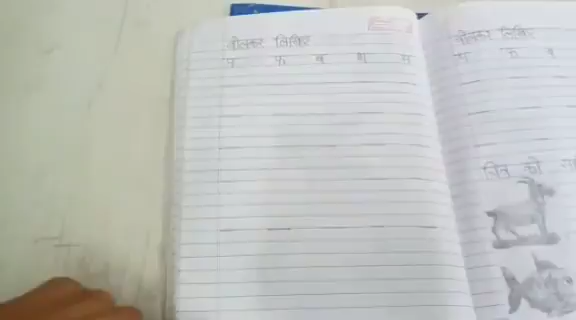 बोलकर लिखिए
प फ ब भ म
बोलकर लिखिए
प फ ब
चित्र को